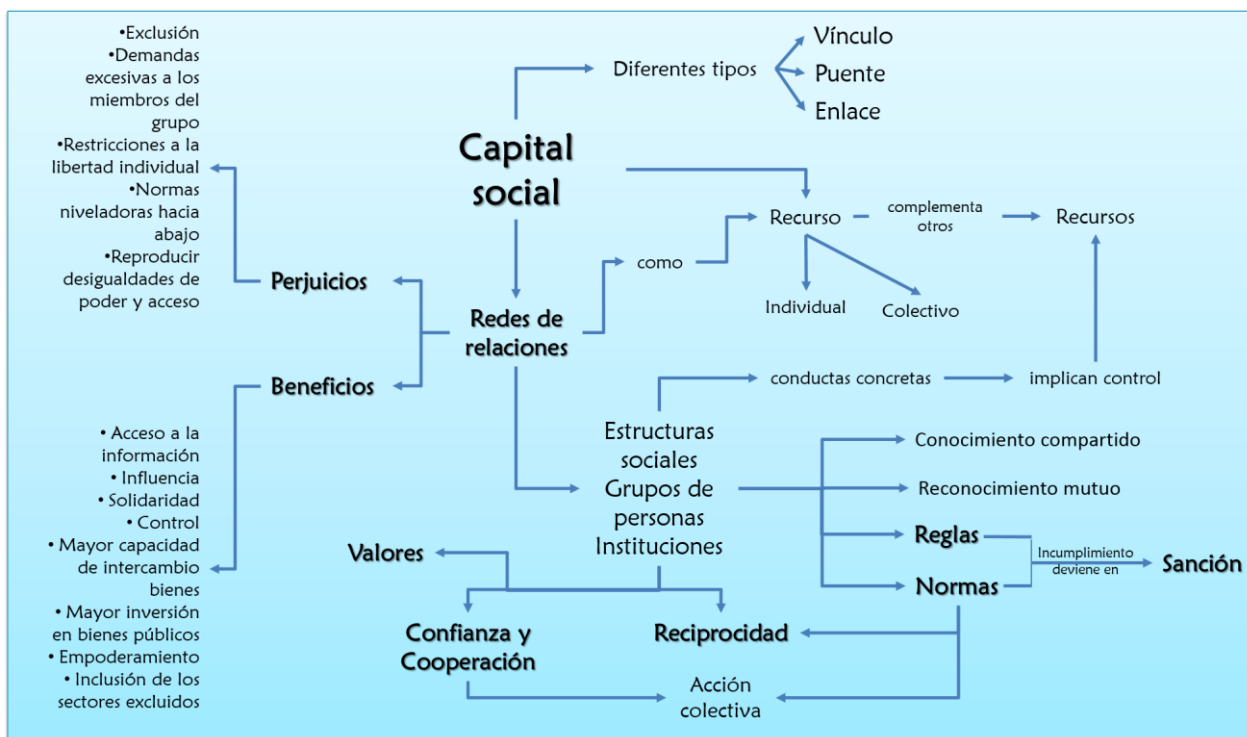 •Exclusión
•Demandas
excesivas a los
miembros del
grupo
•Restricciones a la
libertad individual
•Normas
niveladoras hacia
abajo
•Reproducir
desigualdades de
poder y acceso
Diferentes tipos
Vínculo
Puente
Enlace
Capital
social
Recurso
complementa
otros
Recursos
como
Individual
Colectivo
Perjuicios
Redes de
relaciones
Beneficios
conductas concretas
implican control
• Acceso a la
información
• Influencia
• Solidaridad
• Control
• Mayor capacidad
de intercambio
bienes
• Mayor inversión
en bienes públicos
• Empoderamiento
• Inclusión de los
sectores excluidos
Estructuras
sociales
Grupos de
personas
Instituciones
Conocimiento compartido
Reconocimiento mutuo
Reglas
Normas
Incumplimiento
deviene en
Sanción
Valores
Confianza y
Cooperación
Reciprocidad
Acción
colectiva